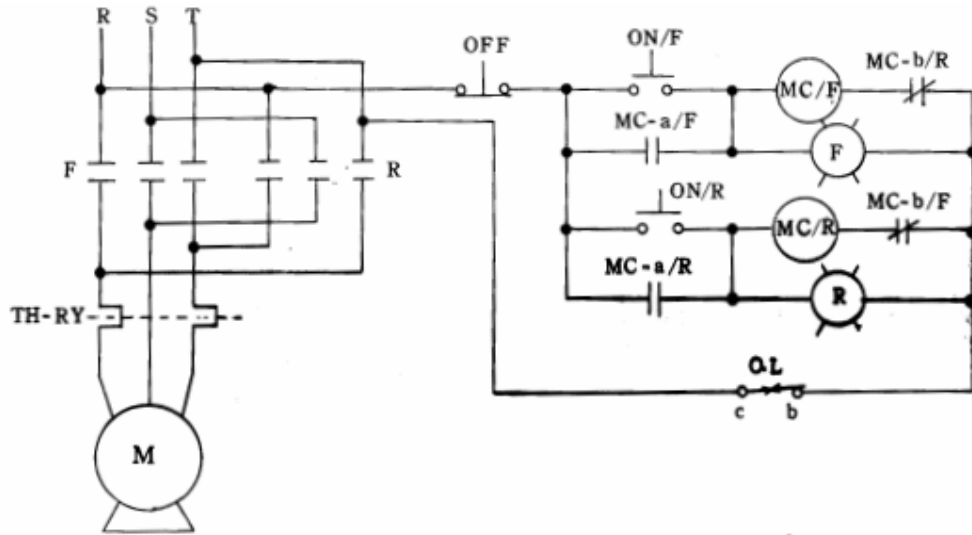 R S T
OFF
ON/F
MC-b/R
MC/F
MC-a/F
F
R
F
ON/R
MC-b/F
MC/R
MC-a/R
R
TH-RY
OL
c b
M